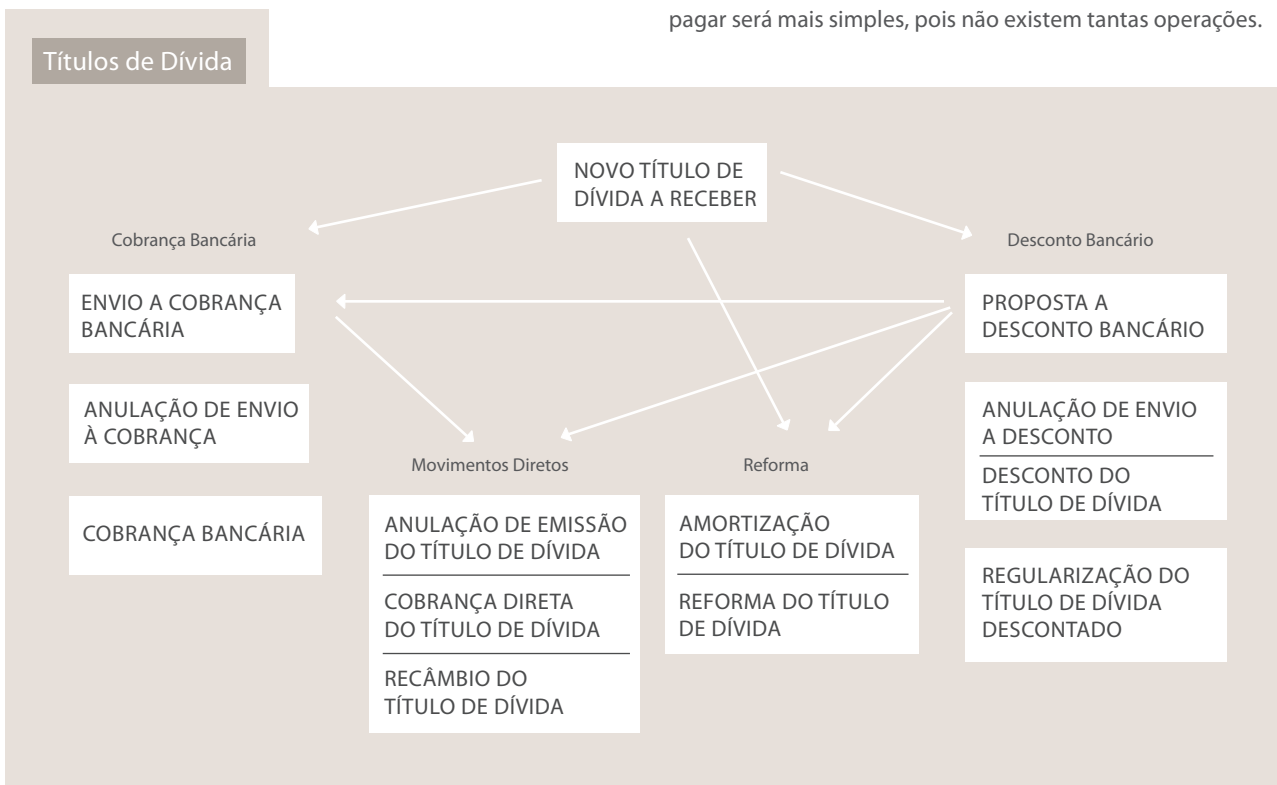 pagar será mais simples, pois não existem tantas operações.
Títulos de Dívida
NOVO TÍTULO DE
DÍVIDA A RECEBER
Cobrança Bancária
ENVIO A COBRANÇA
BANCÁRIA
ANULAÇÃO DE ENVIO
À COBRANÇA
COBRANÇA BANCÁRIA
Movimentos Diretos
ANULAÇÃO DE EMISSÃO
DO TÍTULO DE DÍVIDA
COBRANÇA DIRETA
DO TÍTULO DE DÍVIDA
RECÂMBIO DO
TÍTULO DE DÍVIDA
Reforma
AMORTIZAÇÃO
DO TÍTULO DE DÍVIDA
REFORMA DO TÍTULO
DE DÍVIDA
Desconto Bancário
PROPOSTA A
DESCONTO BANCÁRIO
ANULAÇÃO DE ENVIO
A DESCONTO
DESCONTO DO
TÍTULO DE DÍVIDA
REGULARIZAÇÃO DO
TÍTULO DE DÍVIDA
DESCONTADO